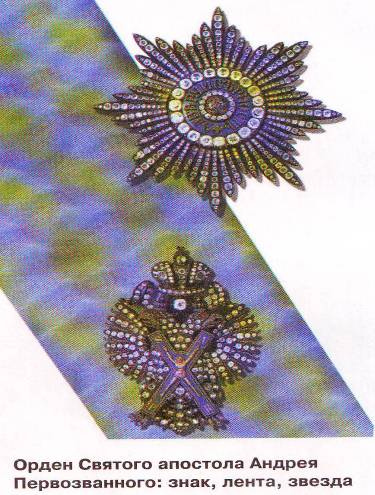 Орден Святого апостола Андрея
Первозванного: знак, лента, звезда